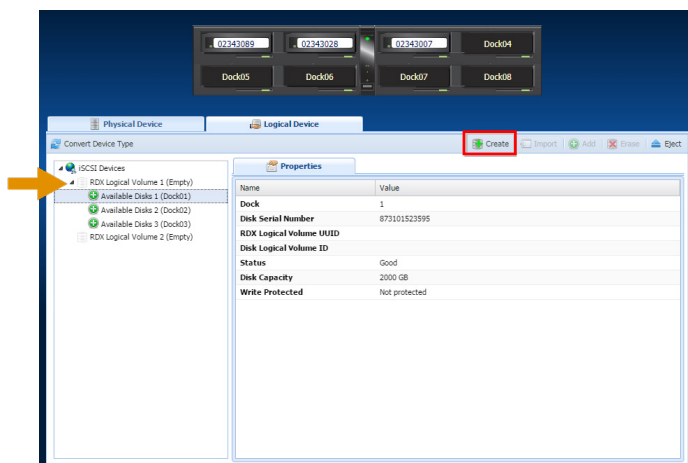 02343089 02343028 02343007 Dock04
Dock05 Dock06 Dock07 Dock08
Physical Device Logical Device
Convert Device Type Create Import Add Erase Eject
iSCSI Devices
RDX Logical Volume 1 (Empty)
Available Disks 1 (Dock01)
Available Disks 2 (Dock02)
Available Disks 3 (Dock03)
RDX Logical Volume 2 (Empty)
Properties
Name Value
Dock 1
Disk Serial Number 873101523595
RDX Logical Volume UUID
Disk Logical Volume ID
Status Good
Disk Capacity 2000 GB
Write Protected Not protected